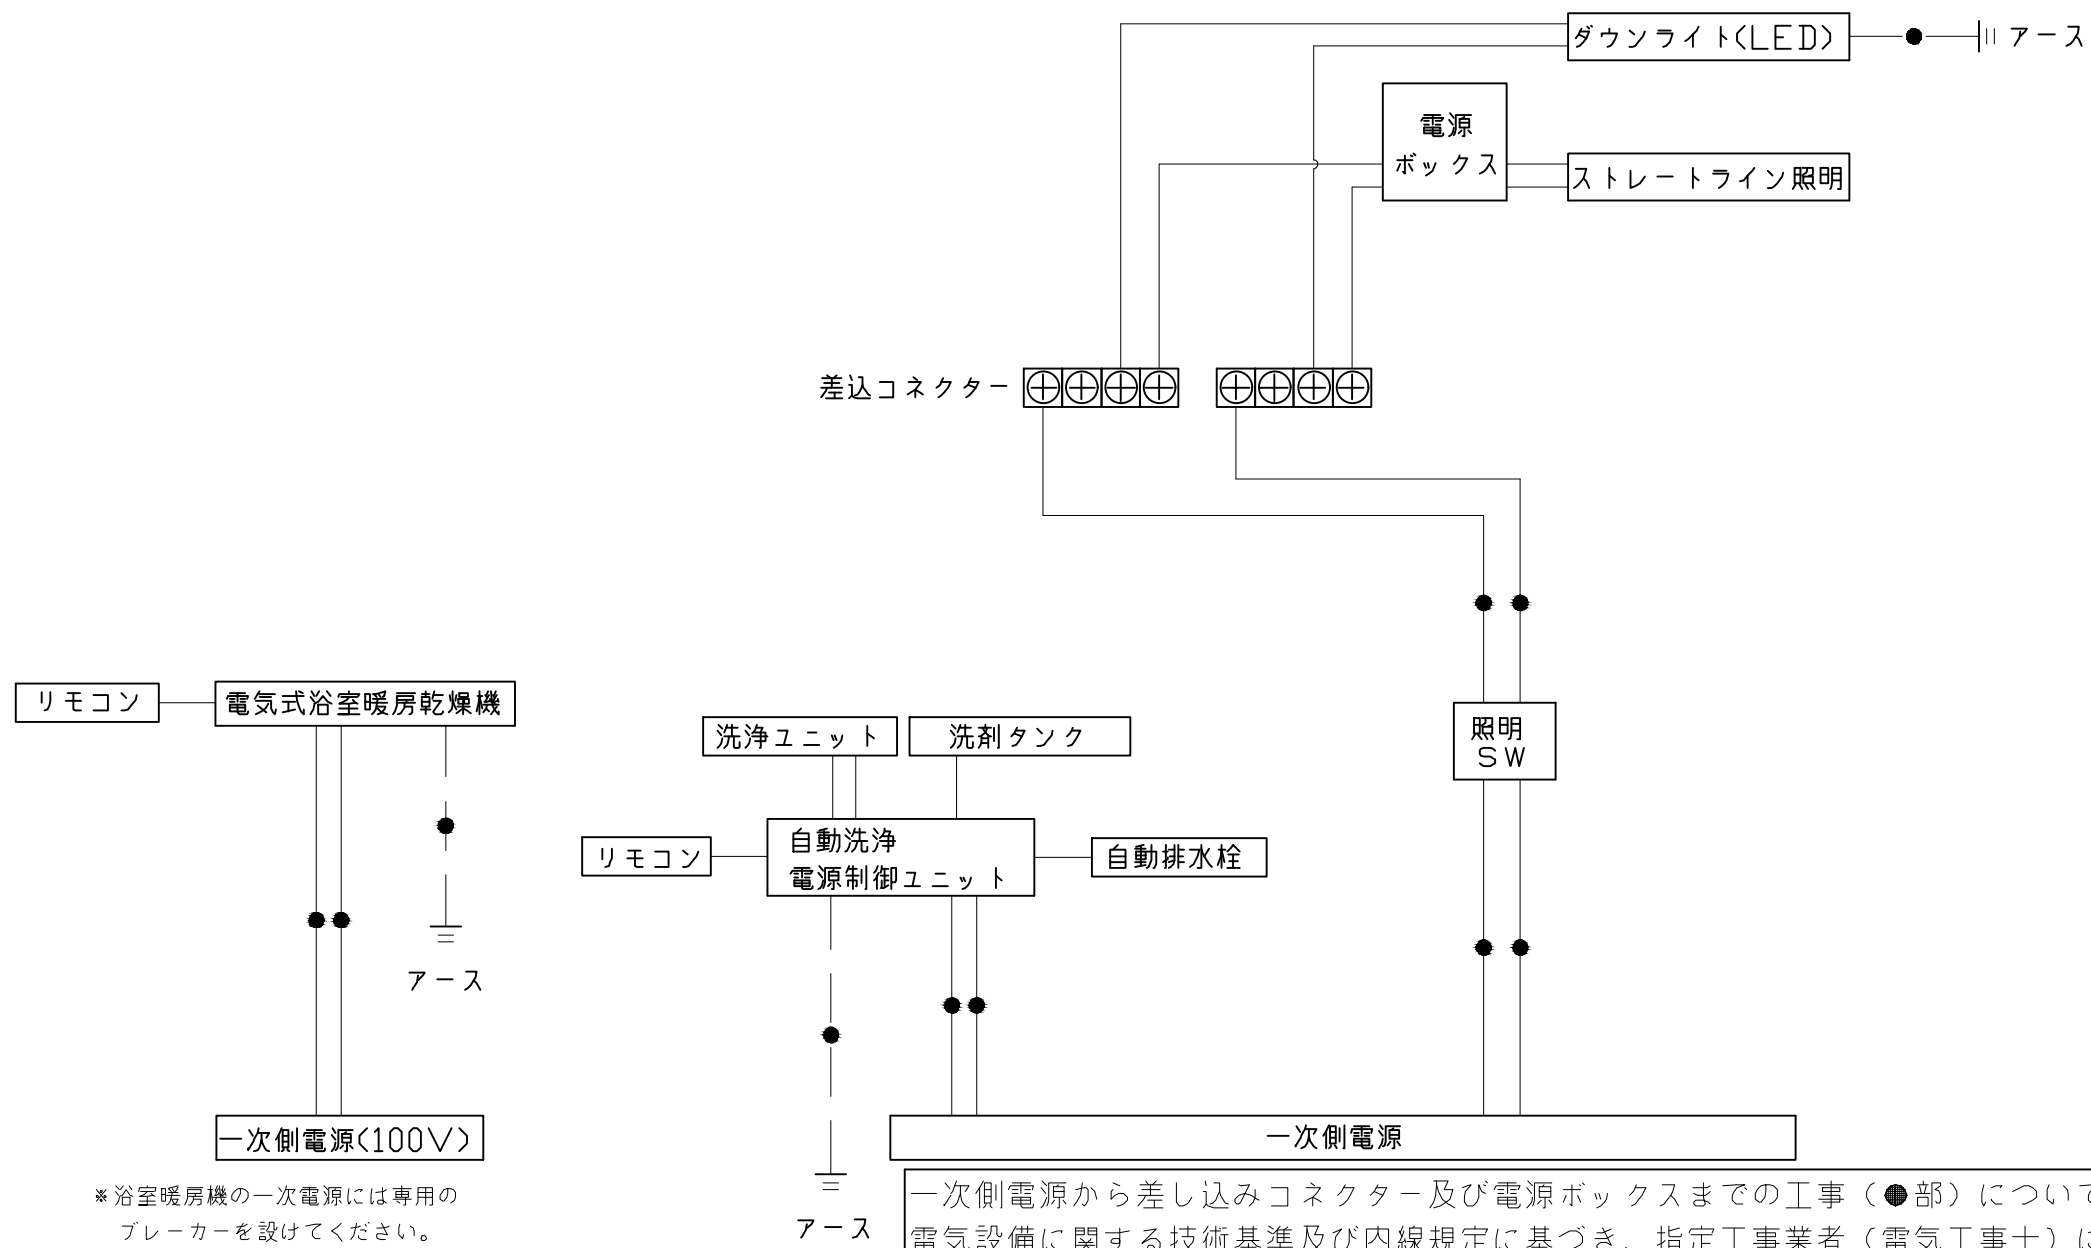 ダウンライト(LED)
アース
電源
ボックス
ストレートライン照明
差込コネクター
リモコン
電気式浴室暖房乾燥機
洗浄ユニット
洗剤タンク
照明
SW
リモコン
自動洗浄
電源制御ユニット
自動排水栓
アース
一次側電源(100V)
一次側電源
※浴室暖房機の一次電源には専用の
ブレーカーを設けてください。
アース
一次側電源から差し込みコネクター及び電源ボックスまでの工事(●部)について
電気設備に関する技術基準及び内線規定に基づき、指定工事業者(電気工事士)に